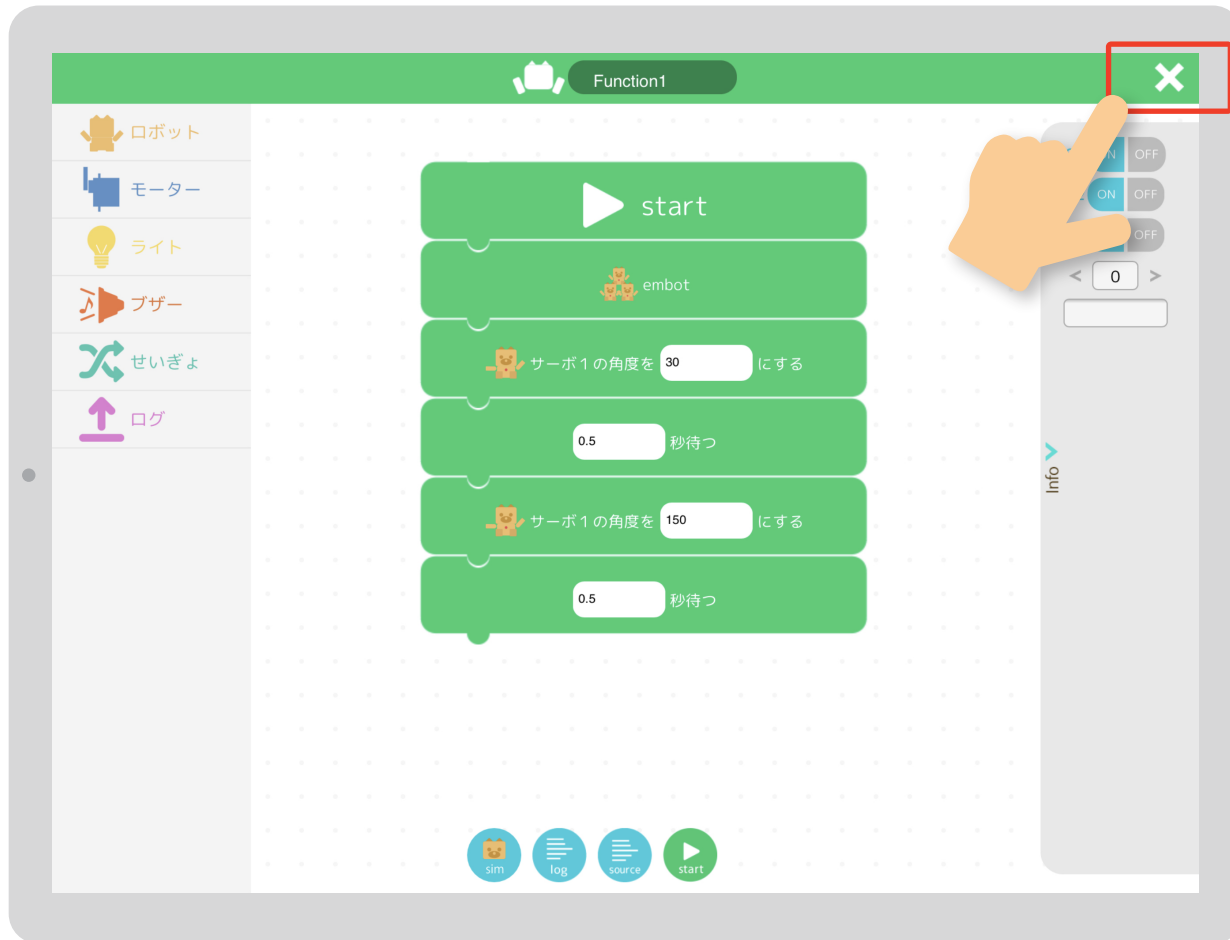 Function1
ロボット
モーター
ライト
ブザー
せいぎょ
ログ
start
embot
サーボ1の角度を 30 にする
0.5 秒待つ
サーボ1の角度を 150 にする
0.5 秒待つ
OFF
ON OFF
OFF
< 0 >
Info
sim
log
source
start